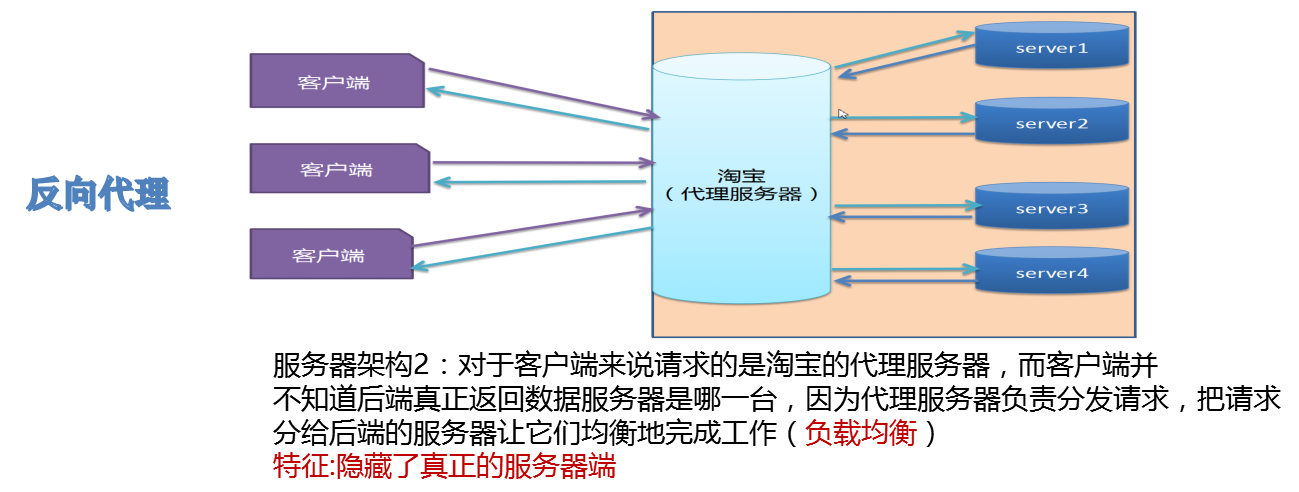 反向代理
客户端
客户端
客户端
淘宝
（代理服务器）
server1
server2
server3
server4
服务器架构2：对于客户端来说请求的是淘宝的代理服务器，而客户端并
不知道后端真正返回数据服务器是哪一台，因为代理服务器负责分发请求，把请求
分给后端的服务器让它们均衡地完成工作（负载均衡）
特征:隐藏了真正的服务器端